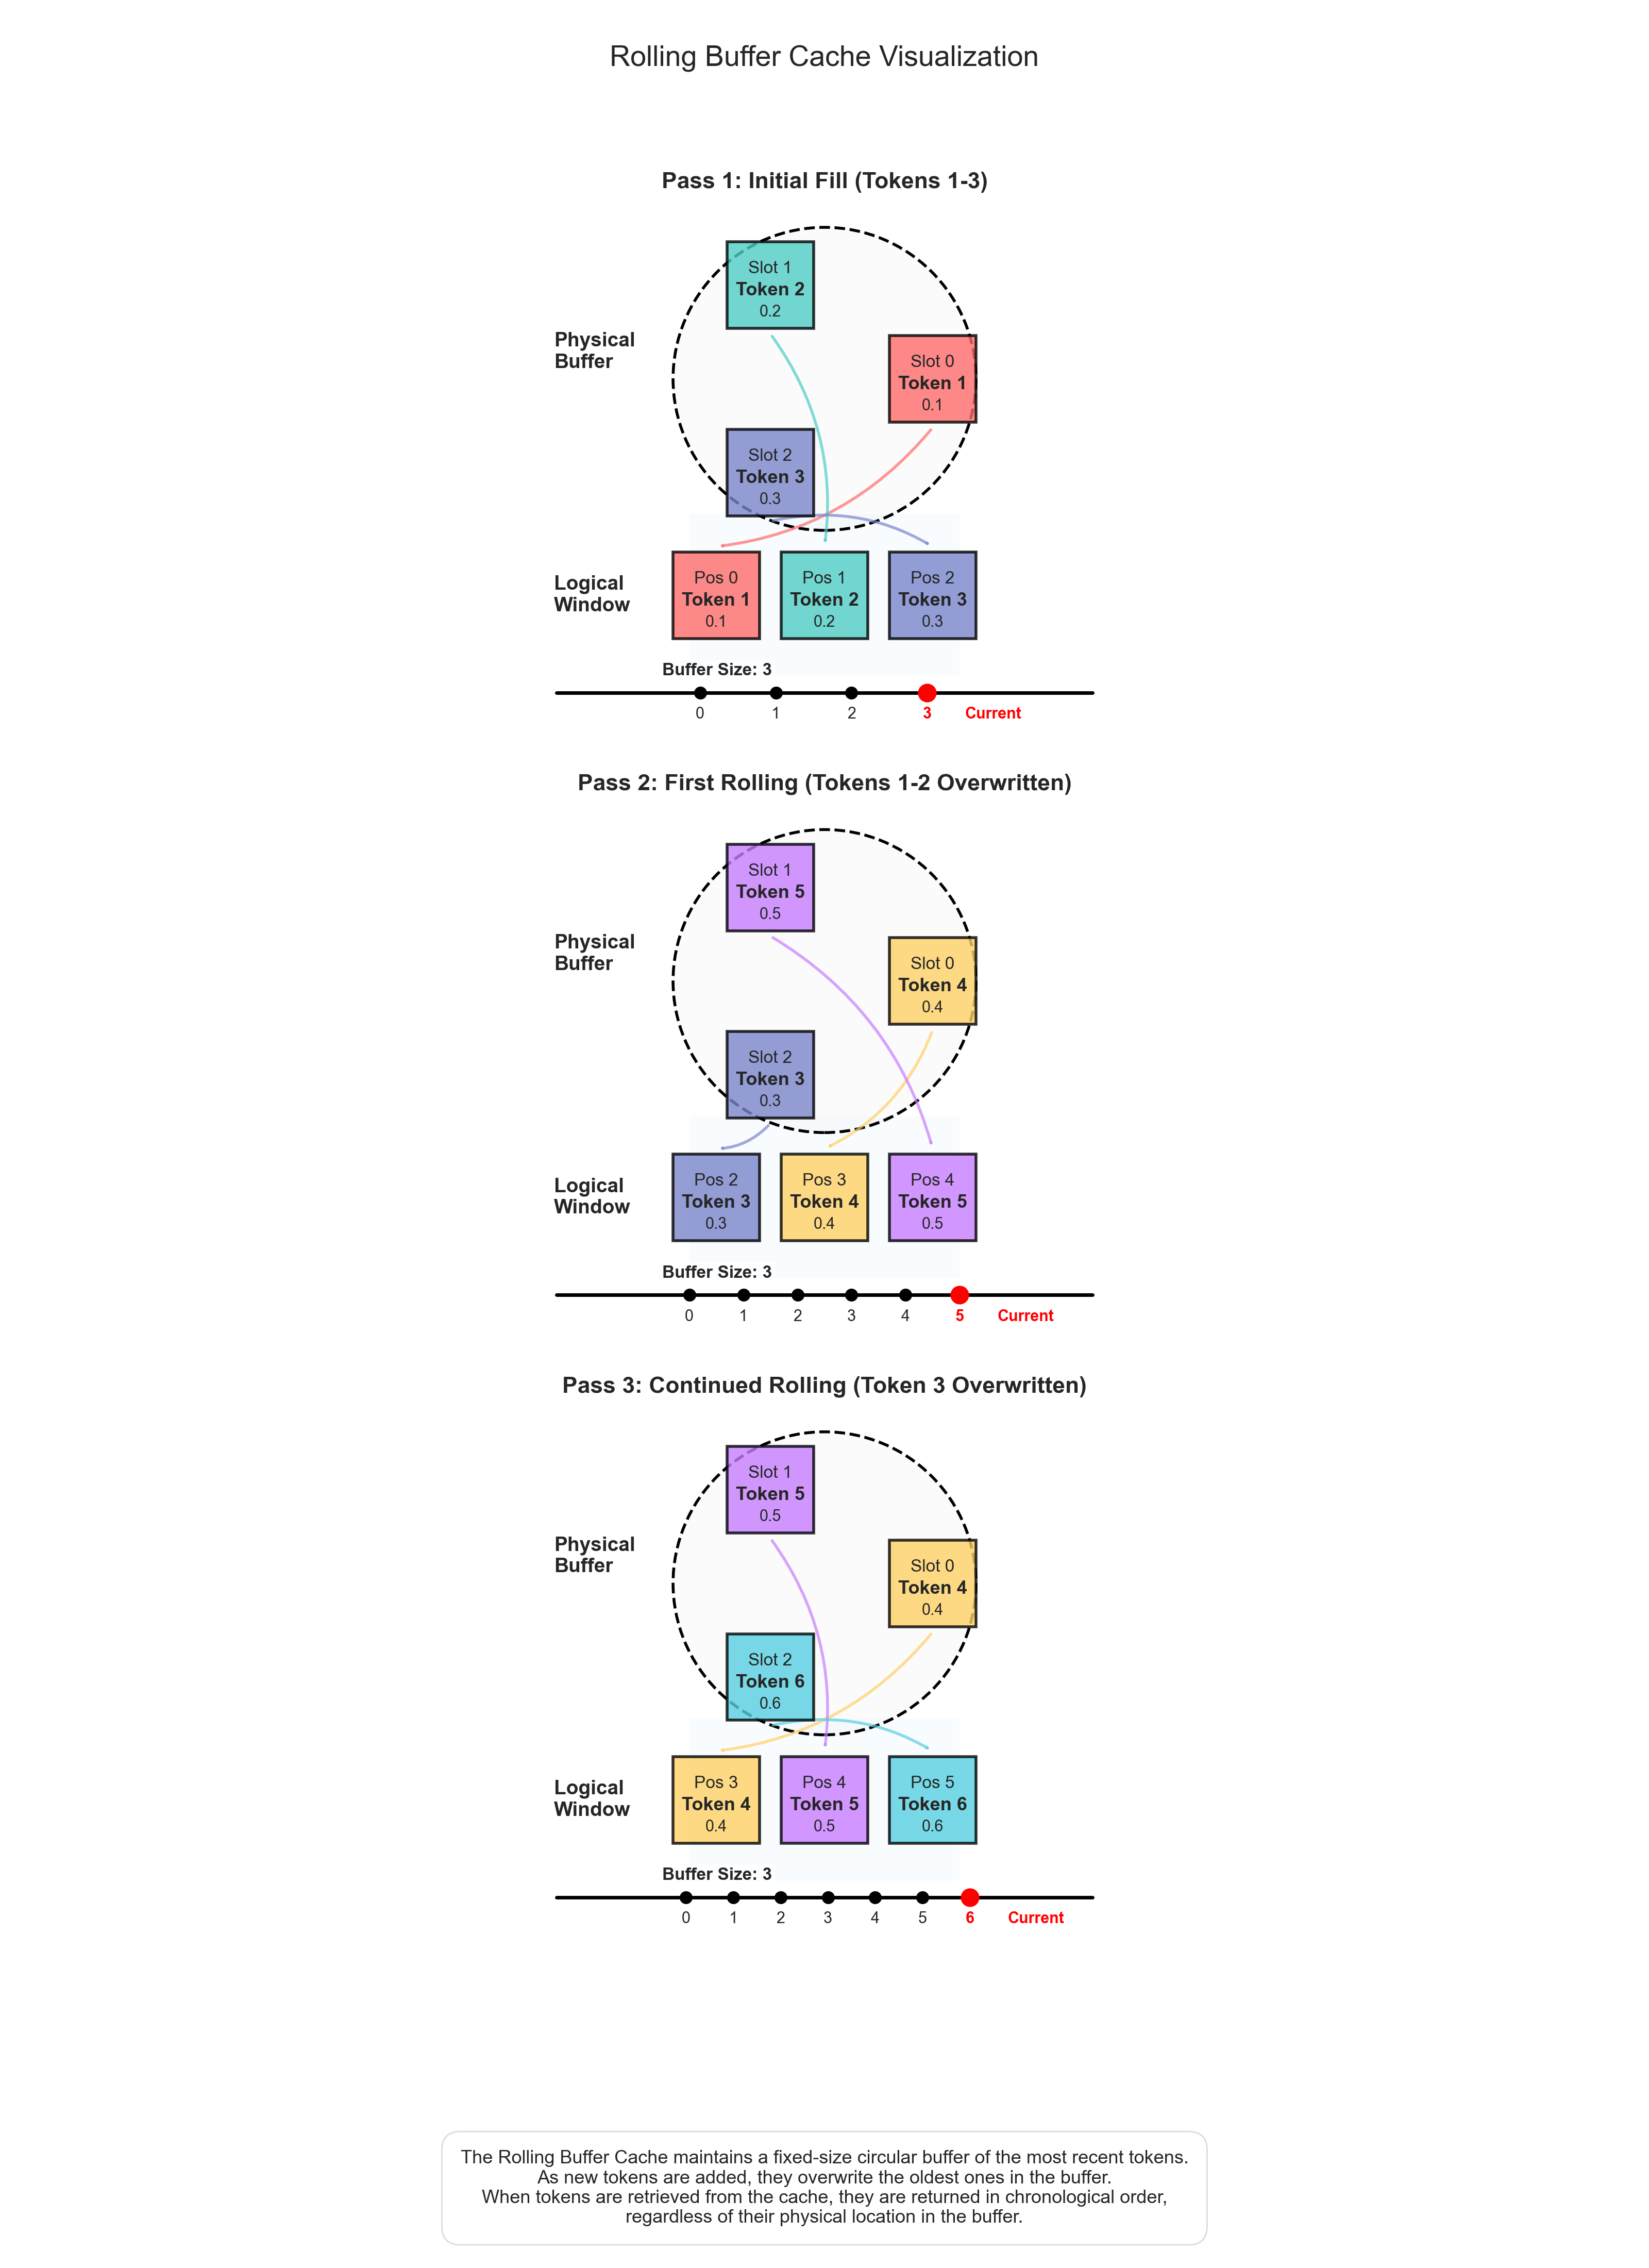 Rolling Buffer Cache Visualization
Pass 1: Initial Fill (Tokens 1-3)
Slot 1
Token 2
0.2
Physical
Buffer
Slot 0
Token 1
0.1
Slot 2
Token 3
0.3
Logical
Window
Pos 0
Token 1
0.1
Pos 1
Token 2
0.2
Pos 2
Token 3
0.3
Buffer Size: 3
0 1 2 3 Current
Pass 2: First Rolling (Tokens 1-2 Overwritten)
Slot 1
Token 5
0.5
Physical
Buffer
Slot 0
Token 4
0.4
Slot 2
Token 3
0.3
Logical
Window
Pos 2
Token 3
0.3
Pos 3
Token 4
0.4
Pos 4
Token 5
0.5
Buffer Size: 3
0 1 2 3 4 5 Current
Pass 3: Continued Rolling (Token 3 Overwritten)
Slot 1
Token 5
0.5
Physical
Buffer
Slot 0
Token 4
0.4
Slot 2
Token 6
0.6
Logical
Window
Pos 3
Token 4
0.4
Pos 4
Token 5
0.5
Pos 5
Token 6
0.6
Buffer Size: 3
0 1 2 3 4 5 6 Current
The Rolling Buffer Cache maintains a fixed-size circular buffer of the most recent tokens.
As new tokens are added, they overwrite the oldest ones in the buffer.
When tokens are retrieved from the cache, they are returned in chronological order,
regardless of their physical location in the buffer.